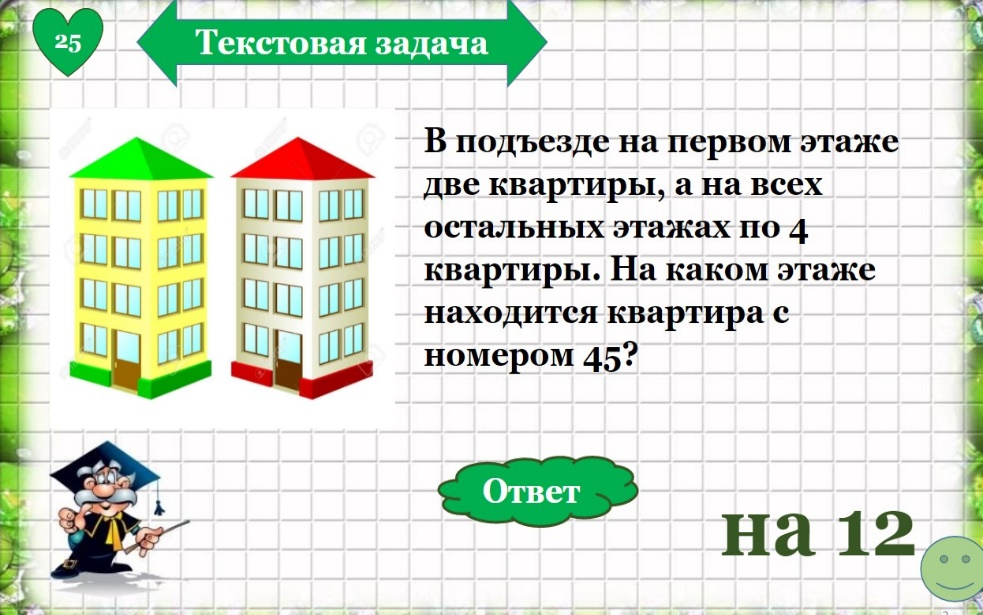 25
Текстовая задача
В подъезде на первом этаже
две квартиры, а на всех
остальных этажах по 4
квартиры. На каком этаже
находится квартира с
номером 45?
Ответ
на 12